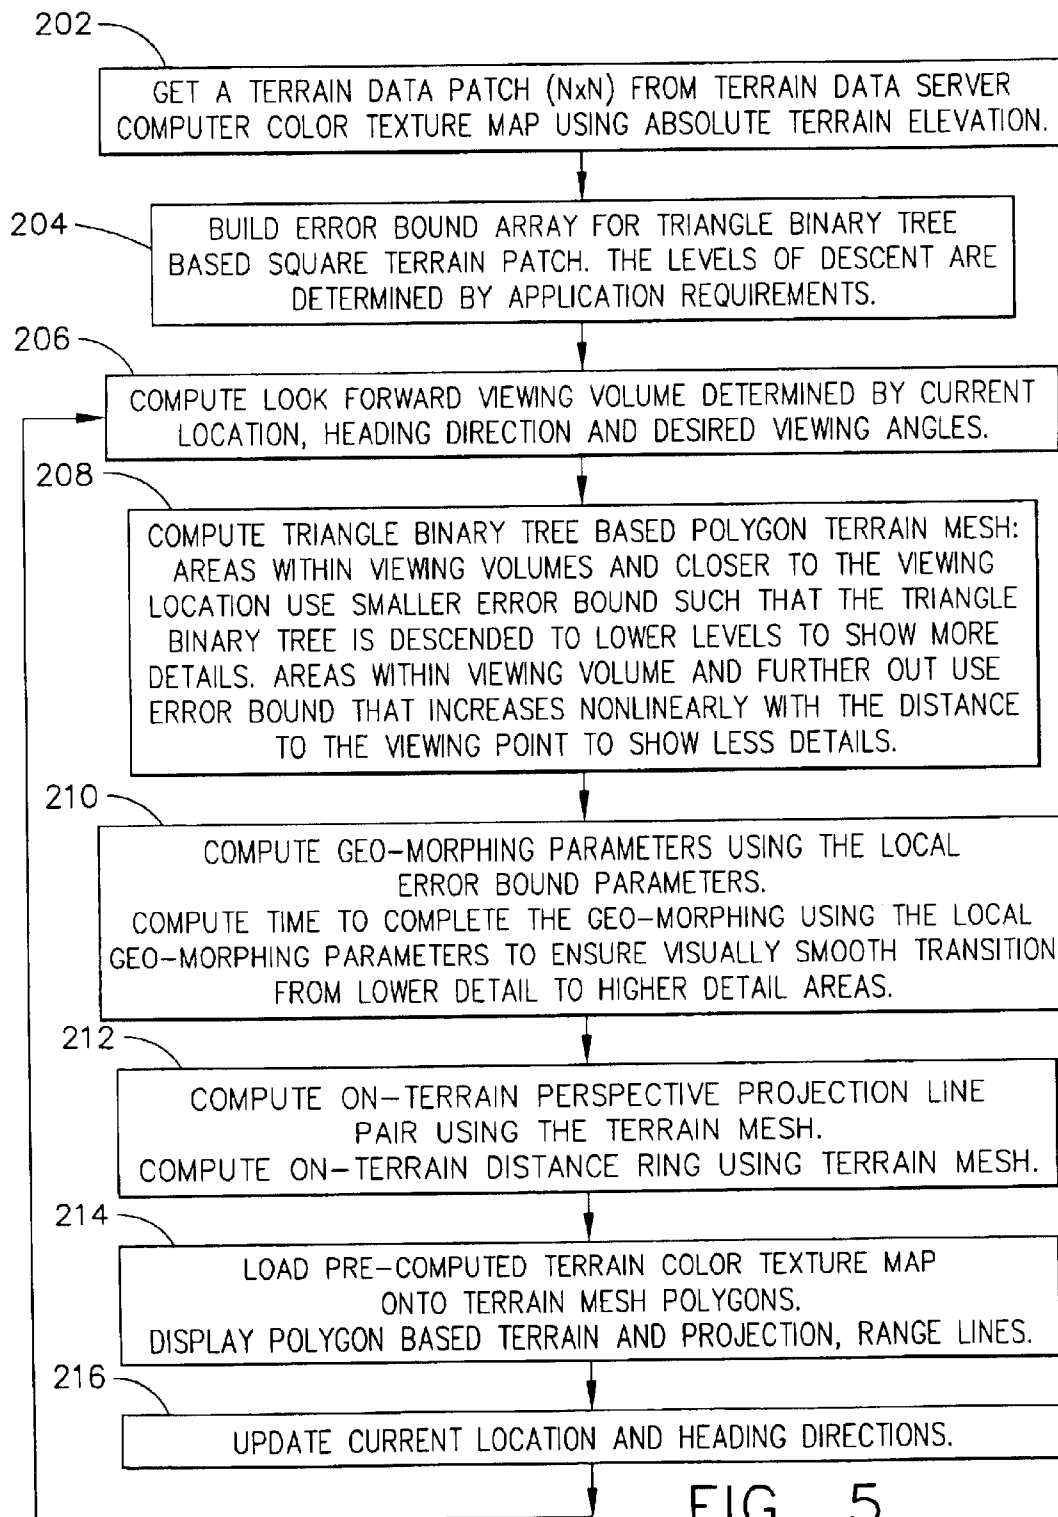 202
GET A TERRAIN DATA PATCH (NxN) FROM TERRAIN DATA SERVER
COMPUTER COLOR TEXTURE MAP USING ABSOLUTE TERRAIN ELEVATION.
204
BUILD ERROR BOUND ARRAY FOR TRIANGLE BINARY TREE
BASED SQUARE TERRAIN PATCH. THE LEVELS OF DESCENT ARE
DETERMINED BY APPLICATION REQUIREMENTS.
206
COMPUTE LOOK FORWARD VIEWING VOLUME DETERMINED BY CURRENT
LOCATION, HEADING DIRECTION AND DESIRED VIEWING ANGLES.
208
COMPUTE TRIANGLE BINARY TREE BASED POLYGON TERRAIN MESH:
AREAS WITHIN VIEWING VOLUMES AND CLOSER TO THE VIEWING
LOCATION USE SMALLER ERROR BOUND SUCH THAT THE TRIANGLE
BINARY TREE IS DESCENDED TO LOWER LEVELS TO SHOW MORE
DETAILS. AREAS WITHIN VIEWING VOLUME AND FURTHER OUT USE
ERROR BOUND THAT INCREASES NONLINEARLY WITH THE DISTANCE
TO THE VIEWING POINT TO SHOW LESS DETAILS.
210
COMPUTE GEO-MORPHING PARAMETERS USING THE LOCAL
ERROR BOUND PARAMETERS.
COMPUTE TIME TO COMPLETE THE GEO-MORPHING USING THE LOCAL
GEO-MORPHING PARAMETERS TO ENSURE VISUALLY SMOOTH TRANSITION
FROM LOWER DETAIL TO HIGHER DETAIL AREAS.
212
COMPUTE ON-TERRAIN PERSPECTIVE PROJECTION LINE
PAIR USING THE TERRAIN MESH.
COMPUTE ON-TERRAIN DISTANCE RING USING TERRAIN MESH.
214
LOAD PRE-COMPUTED TERRAIN COLOR TEXTURE MAP
ONTO TERRAIN MESH POLYGONS.
DISPLAY POLYGON BASED TERRAIN AND PROJECTION, RANGE LINES.
216
UPDATE CURRENT LOCATION AND HEADING DIRECTIONS.
FIG. 5